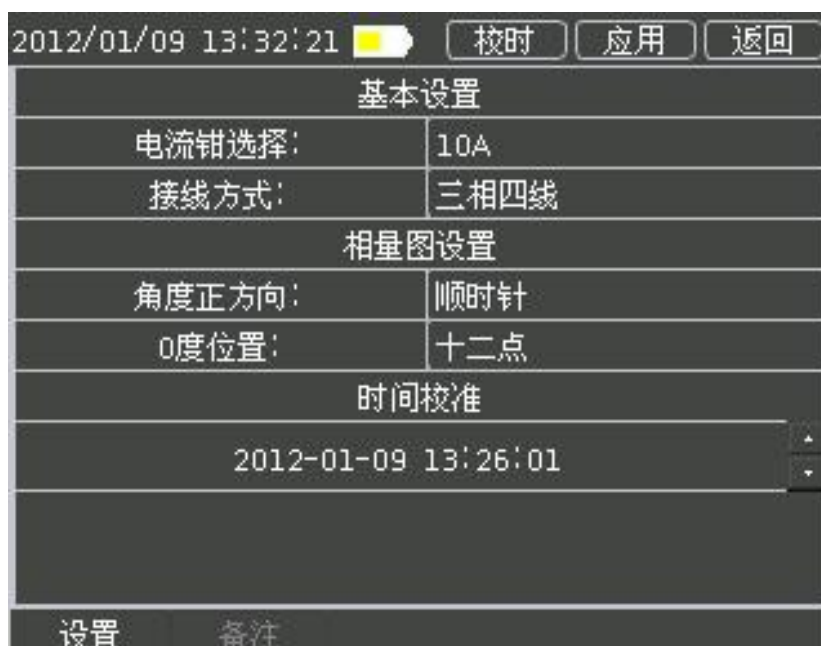 2012/01/09 13:32:21 校时 应用 返回
基本设置
电流钳选择: 10A
接线方式: 三相四线
相量图设置
角度正方向: 顺时针
0度位置: 十二点
时间校准
2012-01-09 13:26:01
设置 备注